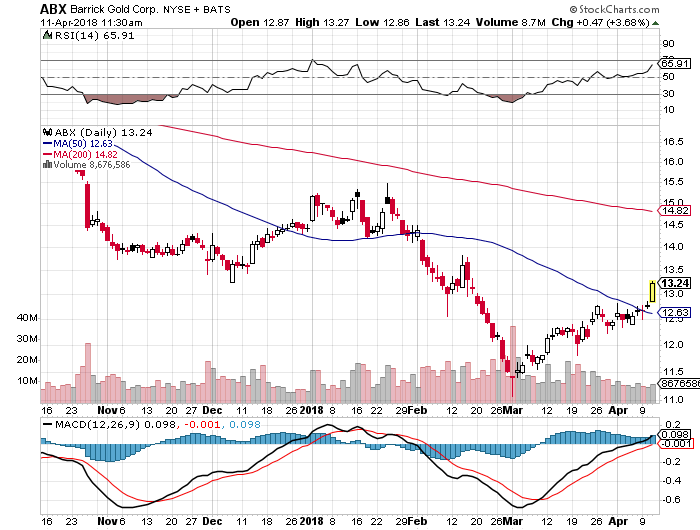 ABX Barrick Gold Corp. NYSE + BATS © StockCharts.com
11-Apr-2018 11:30am Open 12.87 High 13.27 Low 12.86 Last 13.24 Volume 8.7M Chg +0.47 (+3.68%)
RSI(14) 65.91
90
70
65.91
50
30
10
ABX (Daily) 13.24
MA(50) 12.63
MA(200) 14.82
Volume 8,676,586
16.5
16.0
15.5
15.0
14.82
14.5
14.0
13.5
13.24
13.0
12.63
12.5
12.0
11.5
11.0
40M
30M
20M
10M
8676586
16 23 Nov 6 13 20 27 Dec 11 18 26 2018 8 16 22 29 Feb 12 20 26 Mar 12 19 26 Apr 9
MACD(12,26,9) 0.098, -0.001, 0.098
0.2
0.098
-0.001
-0.2
-0.4
-0.6
16 23 Nov 6 13 20 27 Dec 11 18 26 2018 8 16 22 29 Feb 12 20 26 Mar 12 19 26 Apr 9